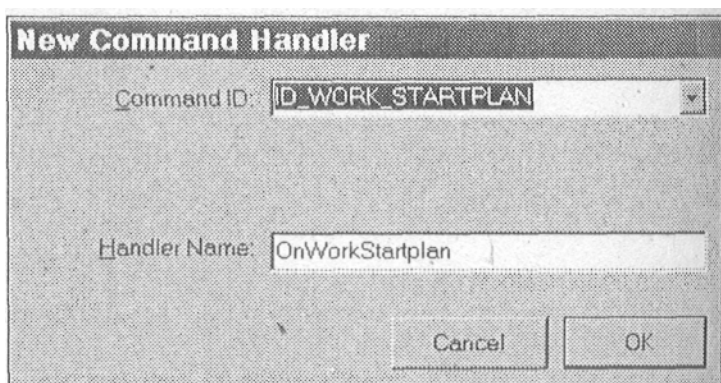 New Command Handler
Command ID: ID_WORK_STARTPLAN
Handler Name: OnWorkStartplan
Cancel OK